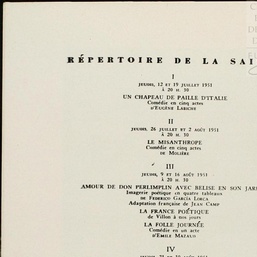 RÉPERTOIRE DE LA
I
JEUDIS, 12 ET 19 JUILLET 1951
À 20 H. 30
UN CHAPEAU DE PAILLE D'ITALIE
Comédie en cinq actes
d'EUGÈNE LABICHE
II
JEUDIS, 26 JUILLET ET 2 AOÛT 1951
À 20 H. 30
LE MISANTHROPE
Comédie en cinq actes
de MOLIÈRE
III
JEUDIS, 9 ET 16 AOÛT 1951
À 20 H. 30
AMOUR DE DON PERLIMPLIN AVEC BELISE EN SON
Imagerie poétique en quatre tableaux
de FEDERICO GARCÍA LORCA
Adaptation française de JEAN CAMP
LA FRANCE POÉTIQUE
de Villon à nos jours
LA FOLLE JOURNÉE
Comédie en un acte
d'EMILE MAZAUD
IV